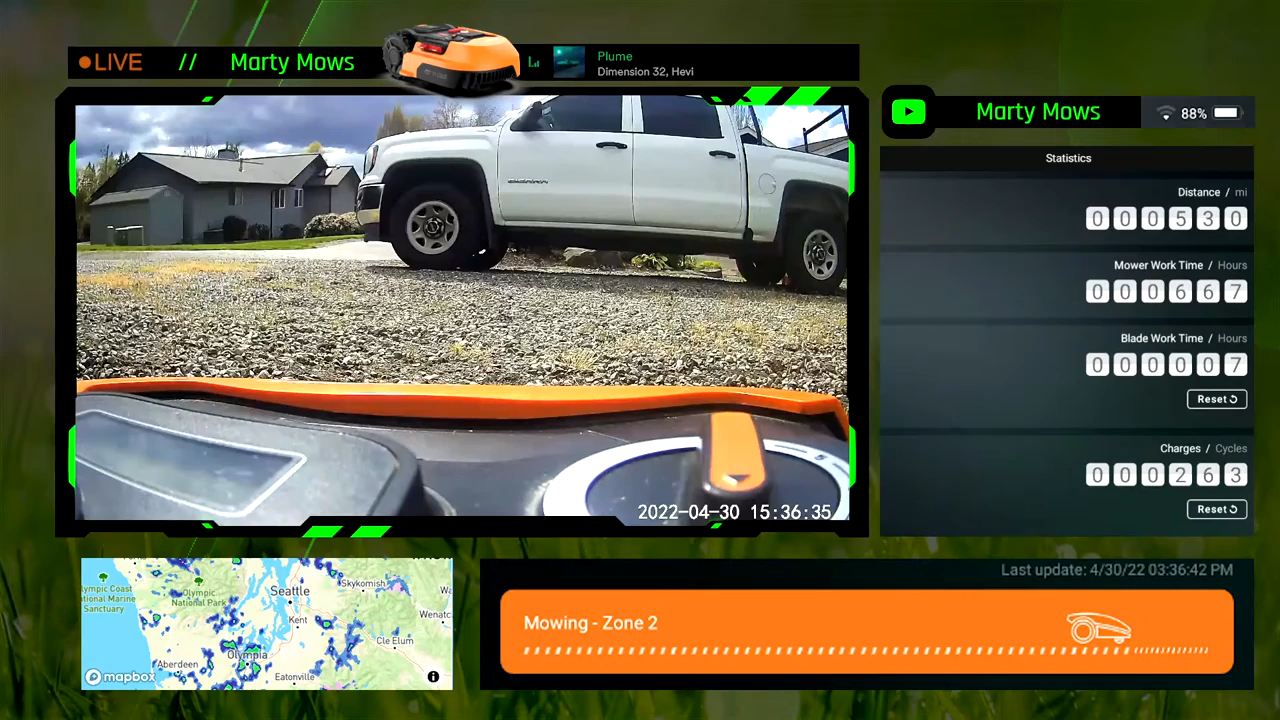 LIVE // Marty Mows
Plume
Dimension 32, Hevi
Marty Mows
88%
Statistics
Distance / mi
000530
Mower Work Time / Hours
000667
Blade Work Time / Hours
000007
Reset
Charges / Cycles
000263
Reset
SIERRA
2022-04-30 15:36:35
Olympic
National Park
National Marine
Sanctuary
Seattle
Skykomish
Kent
Cle Elum
Olympia
Aberdeen
Eatonville
mapbox
i
Last update: 4/30/22 03:36:42 PM
Mowing - Zone 2